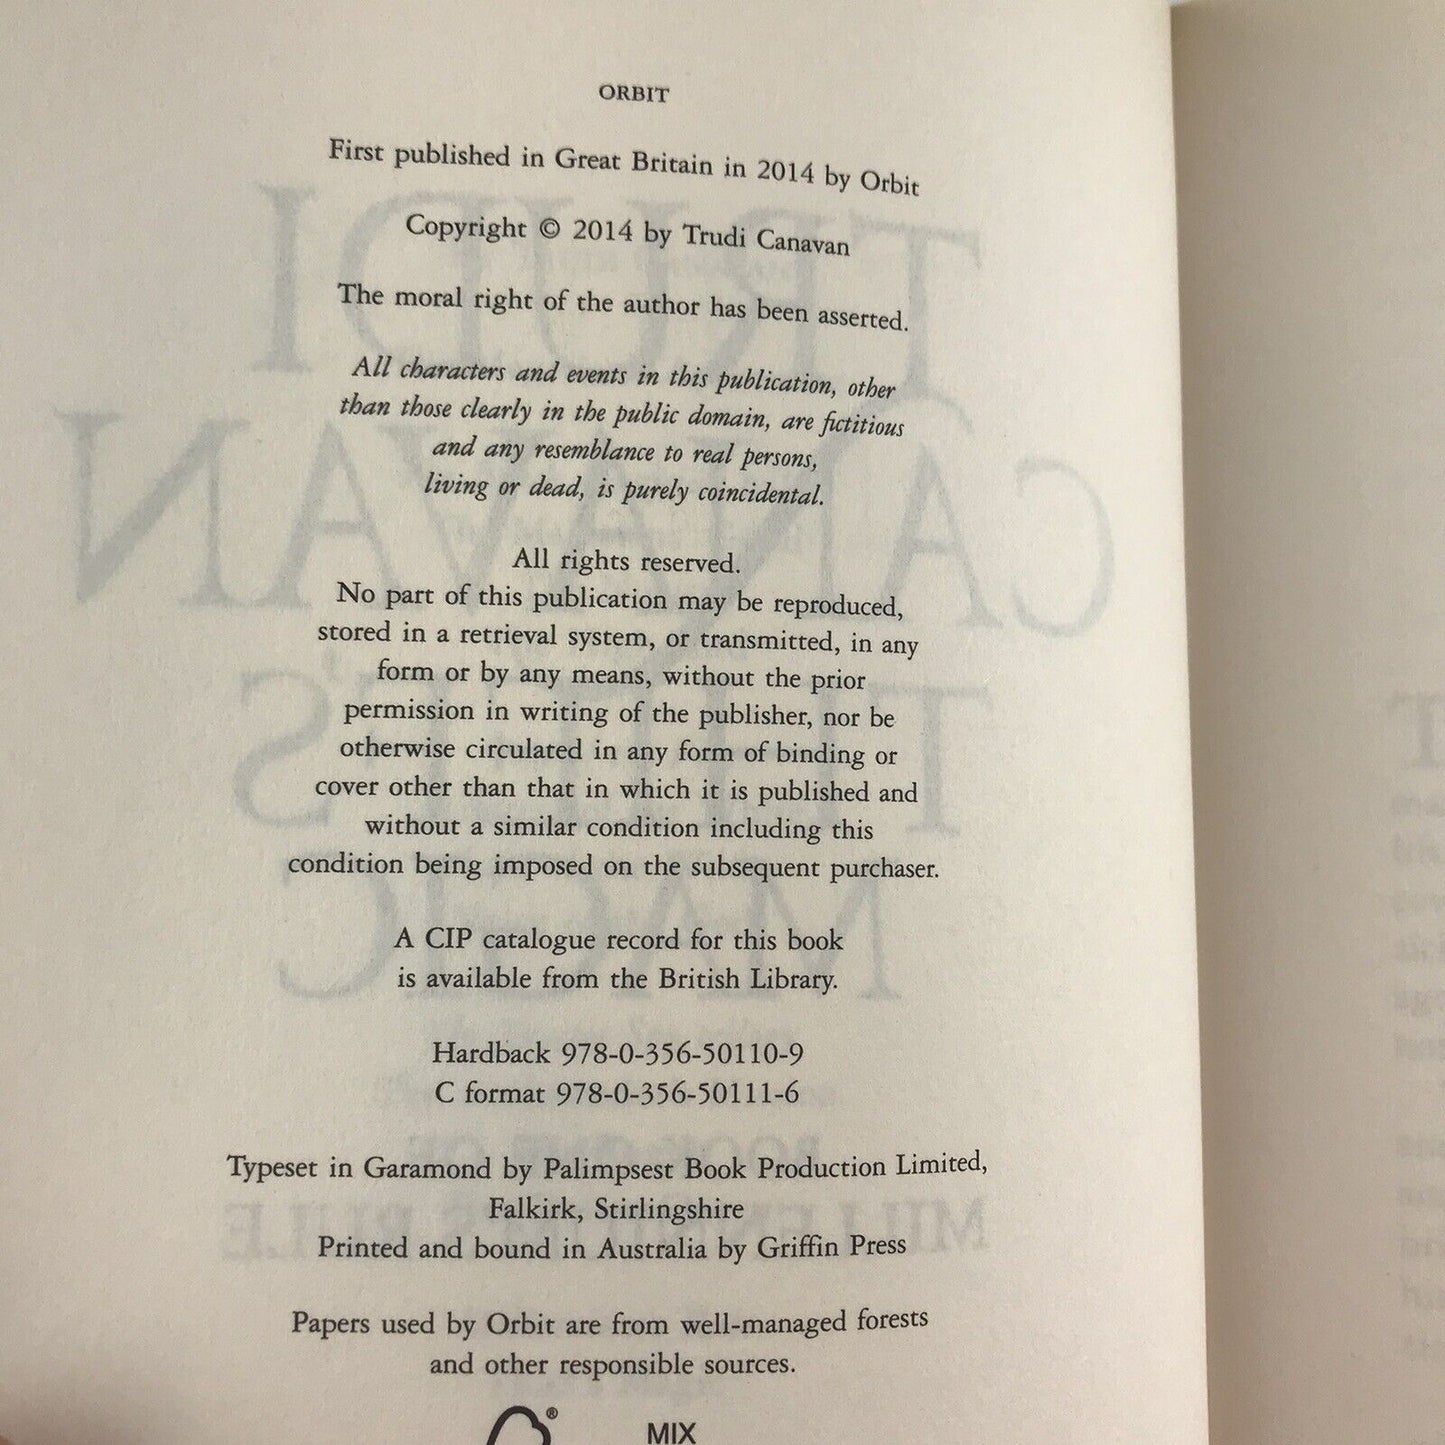 ORBIT
First published in Great Britain in 2014 by Orbit
Copyright © 2014 by Trudi Canavan
The moral right of the author has been asserted.
All characters and events in this publication, other
than those clearly in the public domain, are fictitious
and any resemblance to real persons,
living or dead, is purely coincidental.
All rights reserved.
No part of this publication may be reproduced,
stored in a retrieval system, or transmitted, in any
form or by any means, without the prior
permission in writing of the publisher, nor be
otherwise circulated in any form of binding or
cover other than that in which it is published and
without a similar condition including this
condition being imposed on the subsequent purchaser.
A CIP catalogue record for this book
is available from the British Library.
Hardback 978-0-356-50110-9
C format 978-0-356-50111-6
Typeset in Garamond by Palimpsest Book Production Limited,
Falkirk, Stirlingshire
Printed and bound in Australia by Griffin Press
Papers used by Orbit are from well-managed forests
and other responsible sources.
® MIX